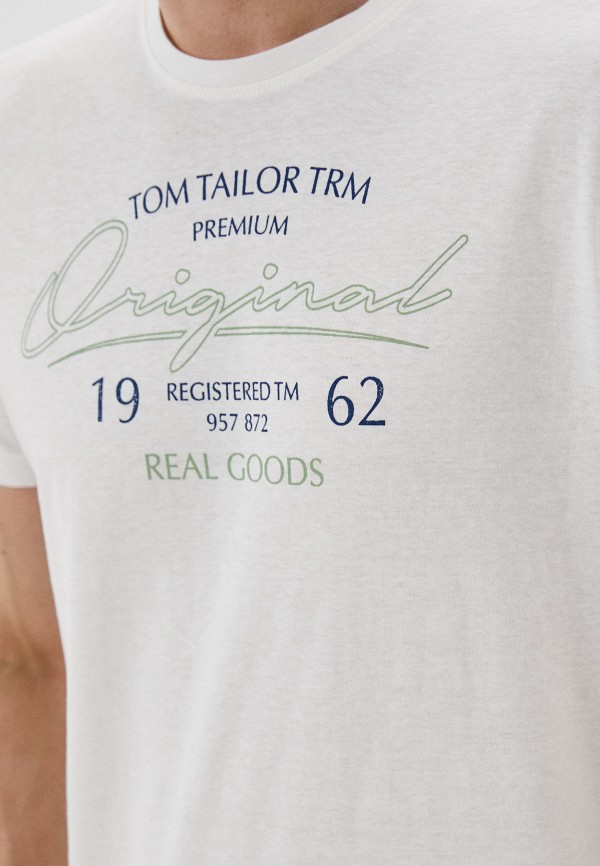 TOM TAILOR TRM
PREMIUM
Original
19 REGISTERED TM 62
957 872
REAL GOODS